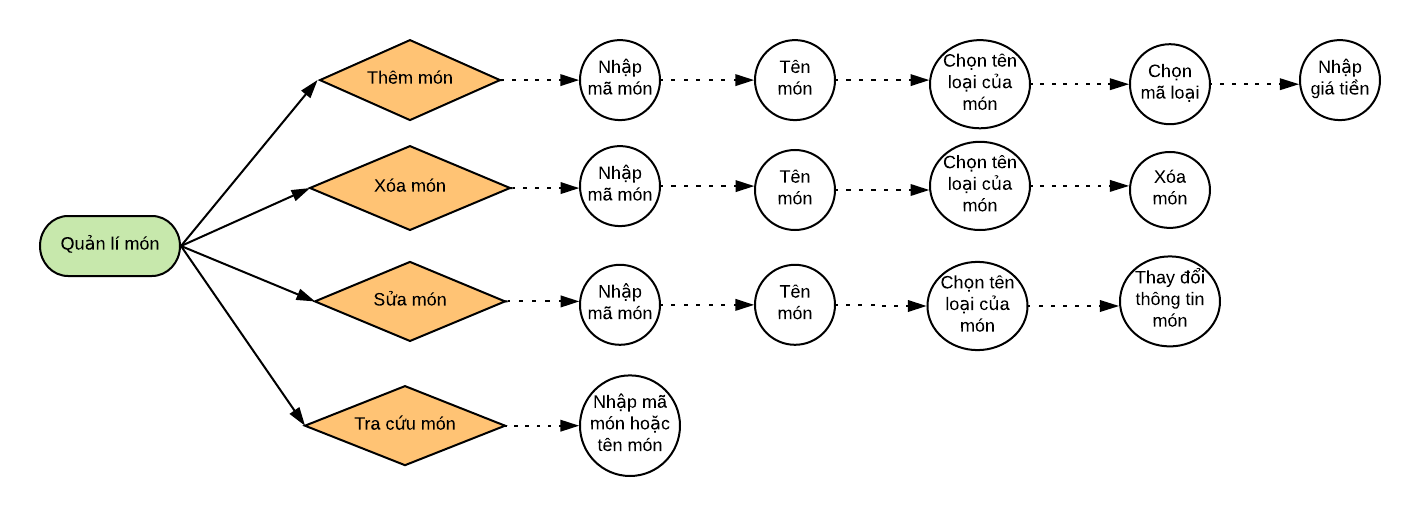 Quản lí món
Thêm món
Nhập
mã món
Tên
món
Chọn tên
loại của
món
Chọn
mã loại
Nhập
giá tiền
Xóa món
Nhập
mã món
Tên
món
Chọn tên
loại của
món
Xóa
món
Sửa món
Nhập
mã món
Tên
món
Chọn tên
loại của
món
Thay đổi
thông tin
món
Tra cứu món
Nhập mã
món hoặc
tên món